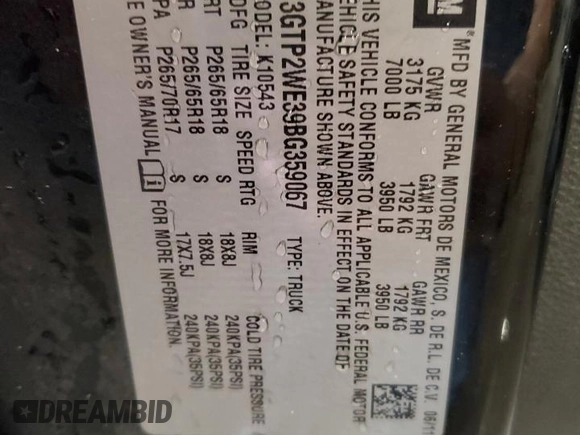 M
MFD BY GENERAL MOTORS DE MEXICO, S. DE R.L. DE C.V. 06/1
GVWR GAWR FRT GAWR RR
3175 KG 1792 KG 1792 KG
7000 LB 3950 LB 3950 LB
HIS VEHICLE CONFORMS TO ALL APPLICABLE U.S. FEDERAL MOTOR
EHICLE SAFETY STANDARDS IN EFFECT ON THE DATE OF
ANUFACTURE SHOWN ABOVE.
3GTP2WE39BG359067 TYPE: TRUCK
MODEL: K10543
DFG TIRE SIZE SPEED RTG RIM COLD TIRE PRESSURE
RT P265/65R18 S 18X8J 240KPA(35PSI)
R P265/65R18 S 18X8J 240KPA(35PSI)
PA P265/70R17 S 17X7.5J 240KPA(35PSI)
E OWNER'S MANUAL FOR MORE INFORMATION.
DREAMBID